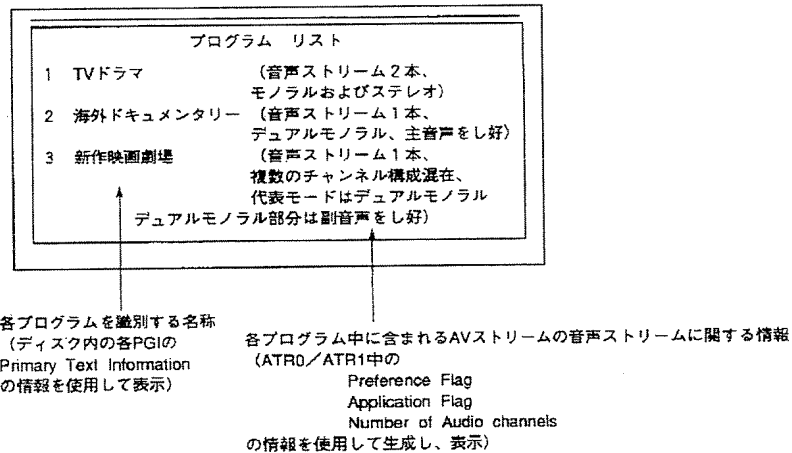 プログラム リスト
1 TVドラマ (音声ストリーム2本、
モノラルおよびステレオ)
2 海外ドキュメンタリー (音声ストリーム1本、
デュアルモノラル、主音声をし好)
3 新作映画劇場 (音声ストリーム1本、
複数のチャンネル構成混在、
代表モードはデュアルモノラル
デュアルモノラル部分は副音声をし好)
各プログラムを識別する名称
(ディスク内の各PGIの
Primary Text Information
の情報を使用して表示)
各プログラム中に含まれるAVストリームの音声ストリームに関する情報
(ATR0/ATR1中の
Preference Flag
Application Flag
Number of Audio channels
の情報を使用して生成し、表示)